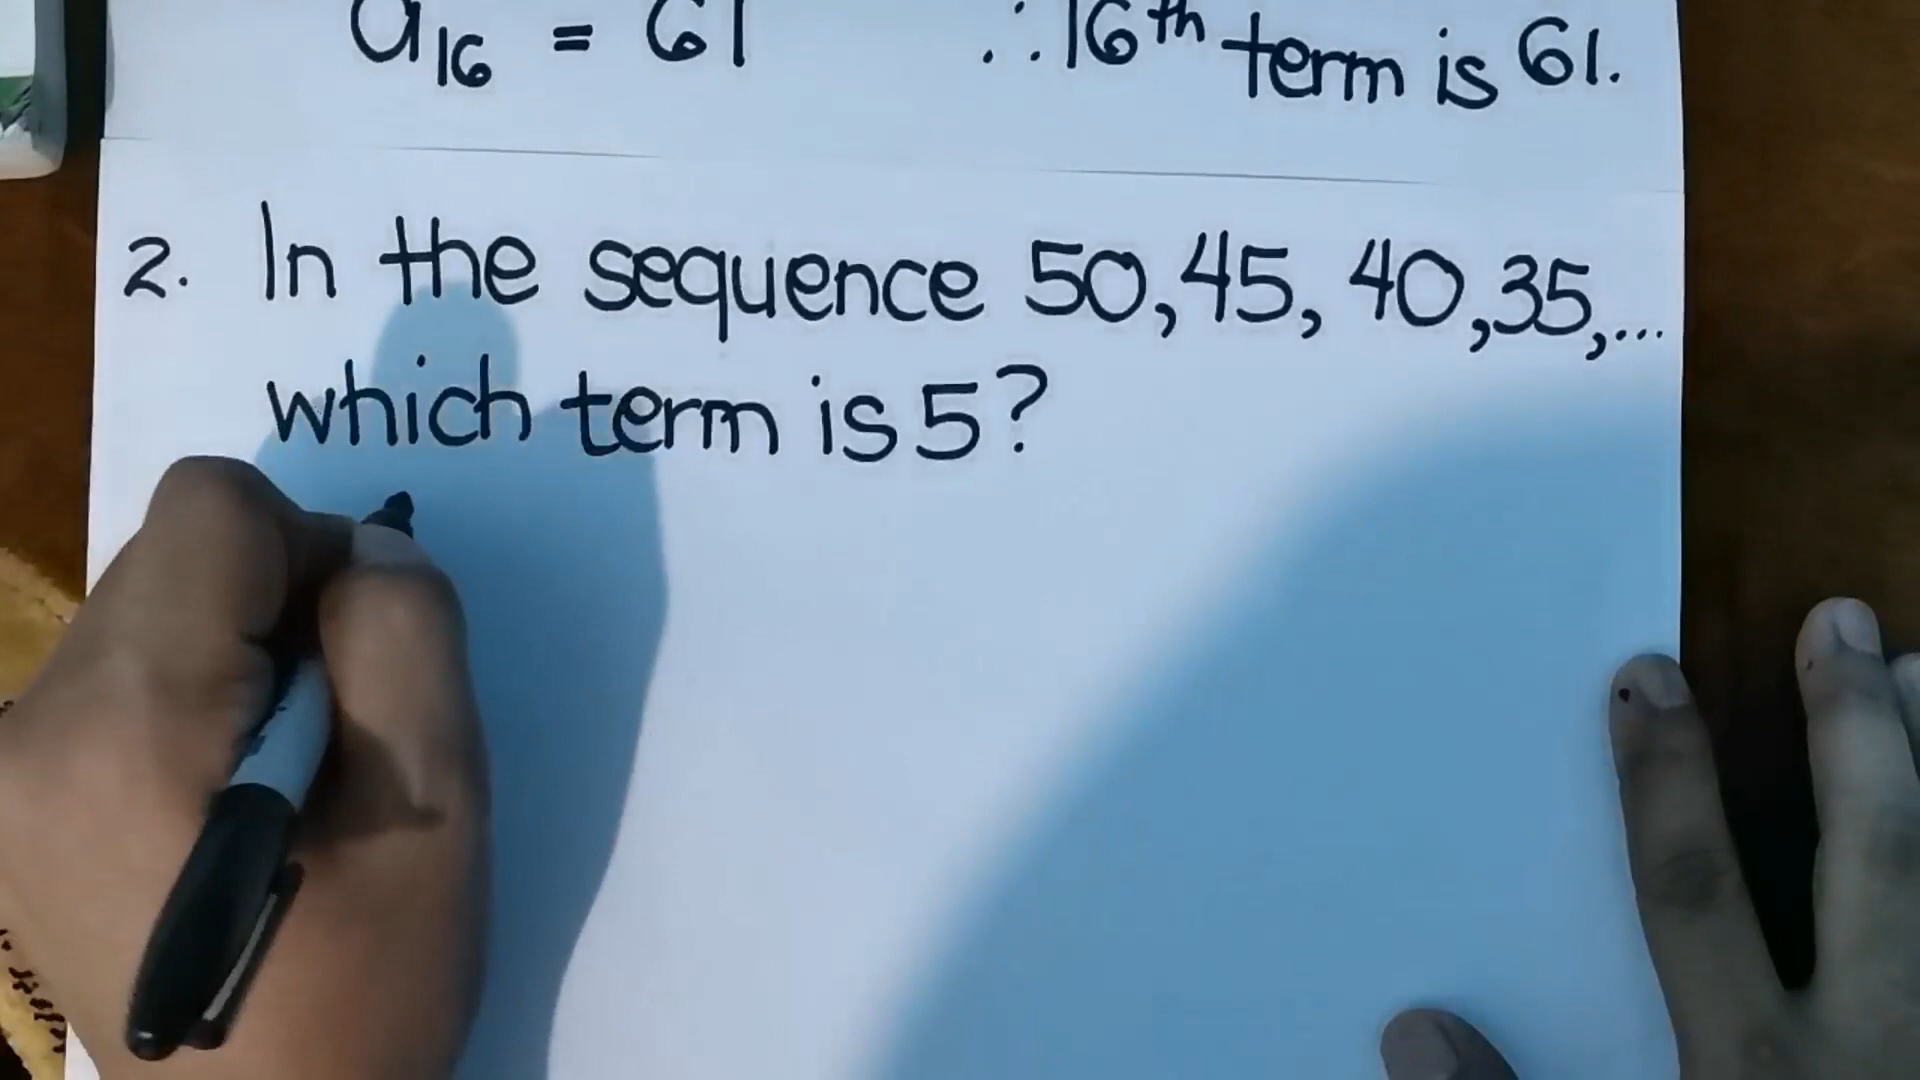 a₁₆ = 61 ∴ 16ᵗʰ term is 61.
2. In the sequence 50, 45, 40, 35, ...
which term is 5?